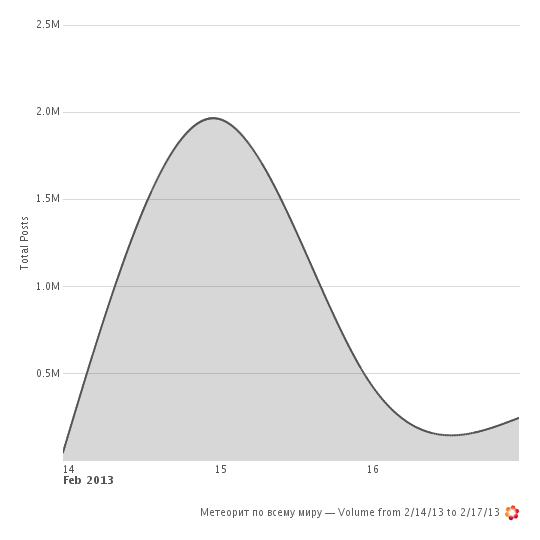 2.5M
2.0M
1.5M
1.0M
0.5M
Total Posts
14 15 16
Feb 2013
Метеорит по всему миру — Volume from 2/14/13 to 2/17/13